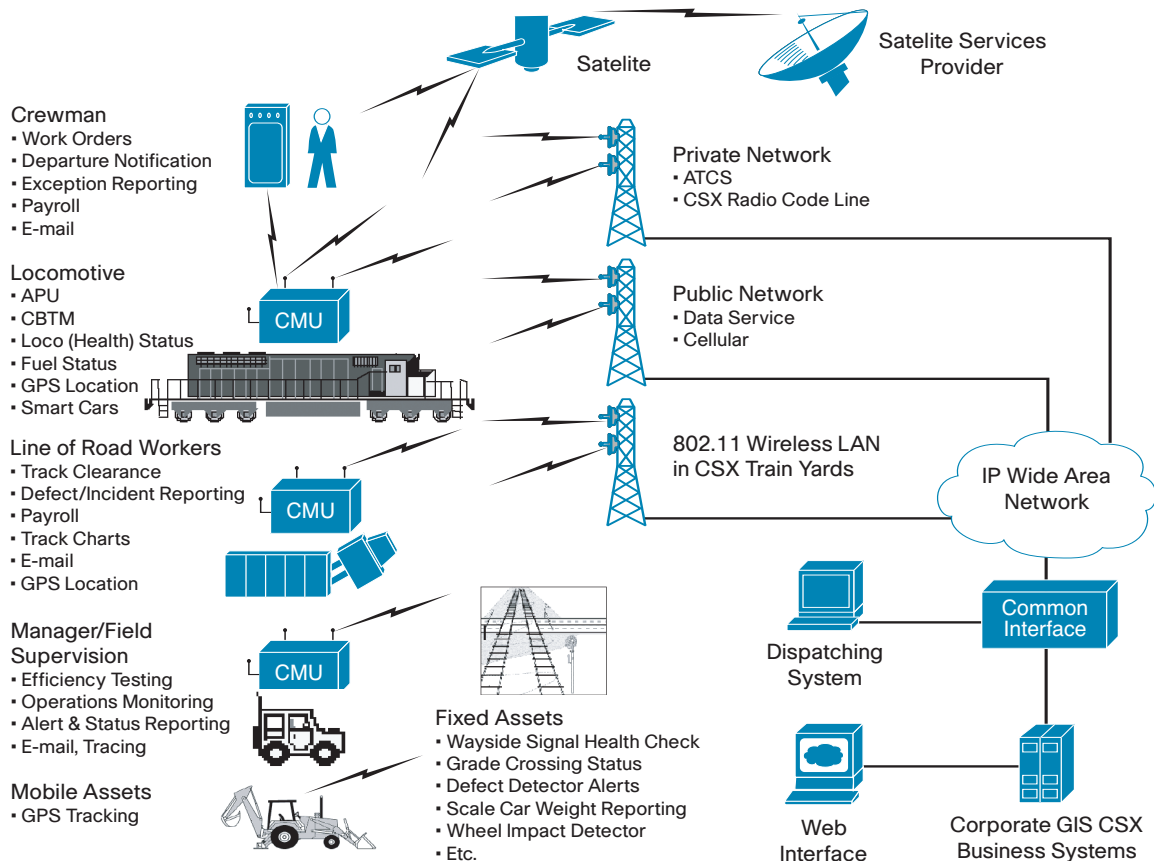 Satelite
Satelite Services
Provider
Crewman
▪ Work Orders
▪ Departure Notification
▪ Exception Reporting
▪ Payroll
▪ E-mail
Private Network
▪ ATCS
▪ CSX Radio Code Line
Locomotive
▪ APU
▪ CBTM
▪ Loco (Health) Status
▪ Fuel Status
▪ GPS Location
▪ Smart Cars
CMU
Public Network
▪ Data Service
▪ Cellular
Line of Road Workers
▪ Track Clearance
▪ Defect/Incident Reporting
▪ Payroll
▪ Track Charts
▪ E-mail
▪ GPS Location
CMU
802.11 Wireless LAN
in CSX Train Yards
IP Wide Area
Network
Manager/Field
Supervision
▪ Efficiency Testing
▪ Operations Monitoring
▪ Alert & Status Reporting
▪ E-mail, Tracing
CMU
Common
Interface
Dispatching
System
Mobile Assets
▪ GPS Tracking
Fixed Assets
▪ Wayside Signal Health Check
▪ Grade Crossing Status
▪ Defect Detector Alerts
▪ Scale Car Weight Reporting
▪ Wheel Impact Detector
▪ Etc.
Web
Interface
Corporate GIS CSX
Business Systems